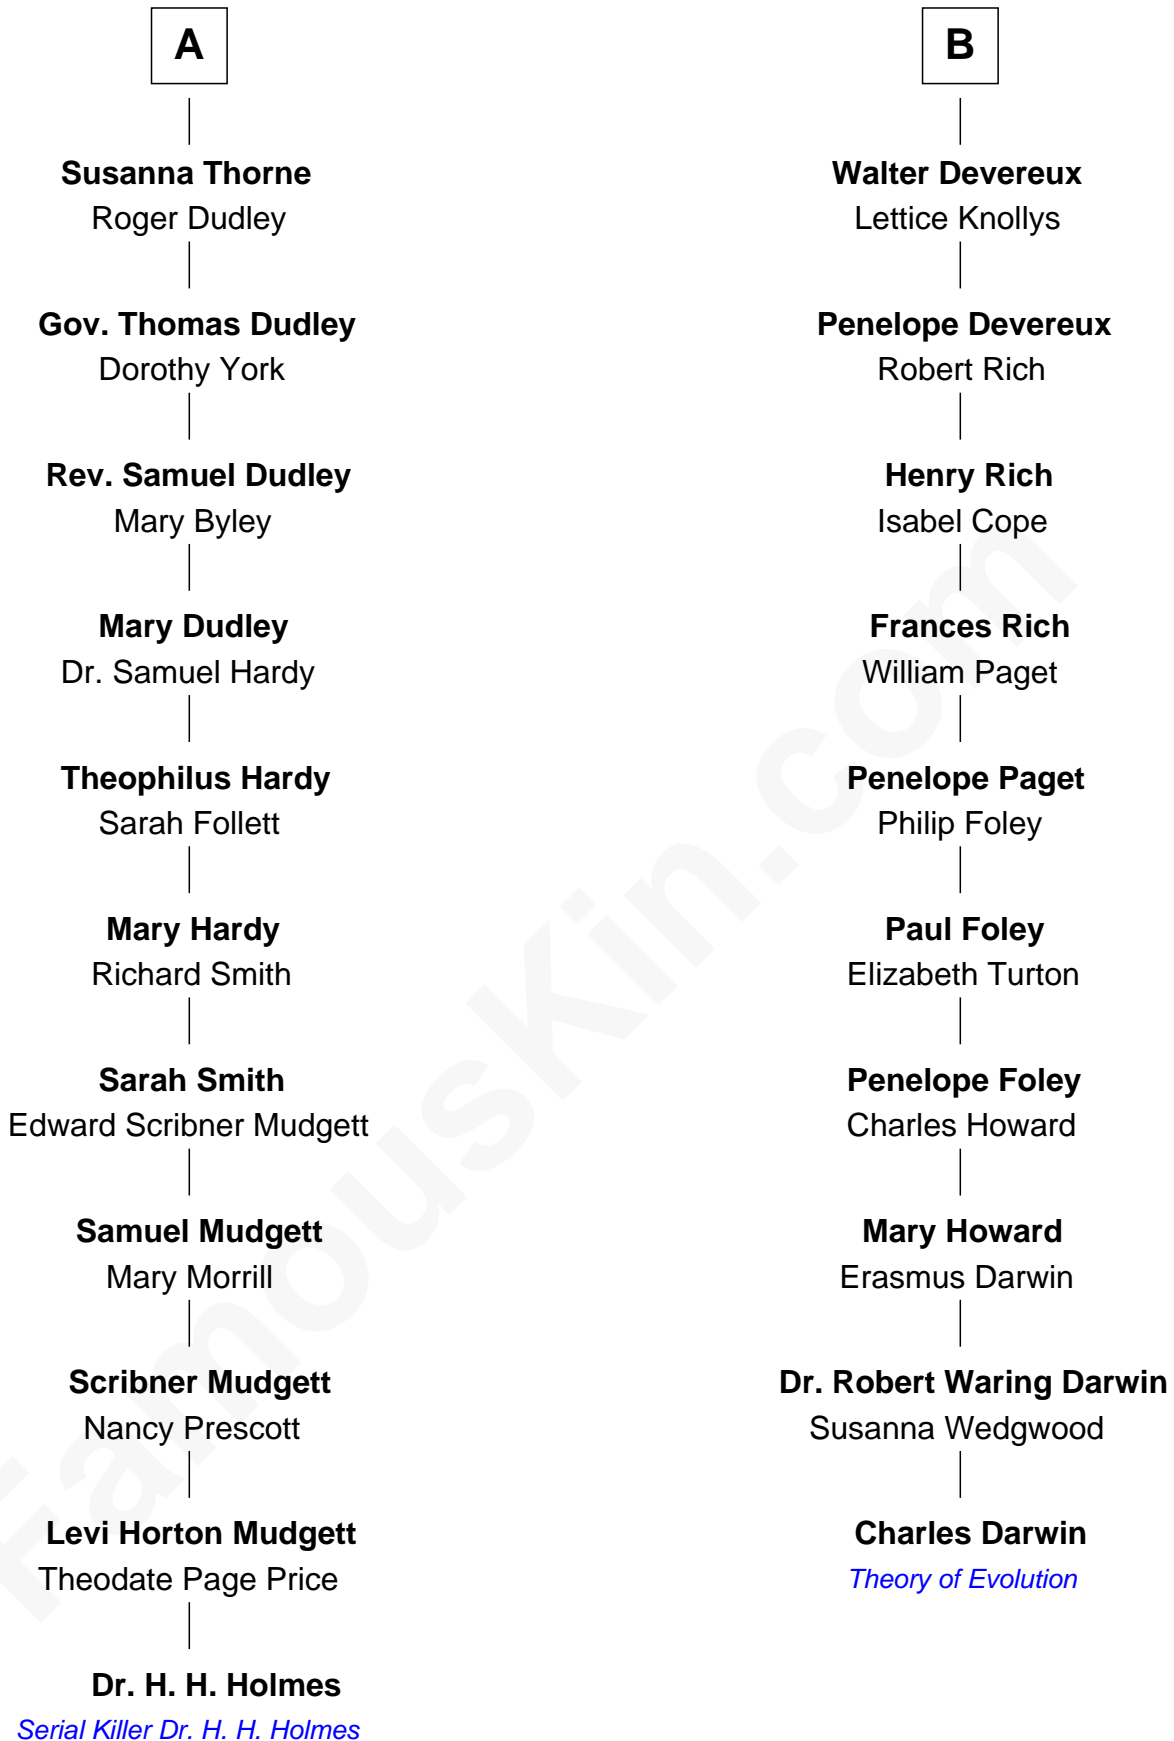 A
Susanna Thorne
Roger Dudley
Gov. Thomas Dudley
Dorothy York
Rev. Samuel Dudley
Mary Byley
Mary Dudley
Dr. Samuel Hardy
Theophilus Hardy
Sarah Follett
Mary Hardy
Richard Smith
Sarah Smith
Edward Scribner Mudgett
Samuel Mudgett
Mary Morrill
Scribner Mudgett
Nancy Prescott
Levi Horton Mudgett
Theodate Page Price
Dr. H. H. Holmes
Serial Killer Dr. H. H. Holmes
B
Walter Devereux
Lettice Knollys
Penelope Devereux
Robert Rich
Henry Rich
Isabel Cope
Frances Rich
William Paget
Penelope Paget
Philip Foley
Paul Foley
Elizabeth Turton
Penelope Foley
Charles Howard
Mary Howard
Erasmus Darwin
Dr. Robert Waring Darwin
Susanna Wedgwood
Charles Darwin
Theory of Evolution
FamousKin.com